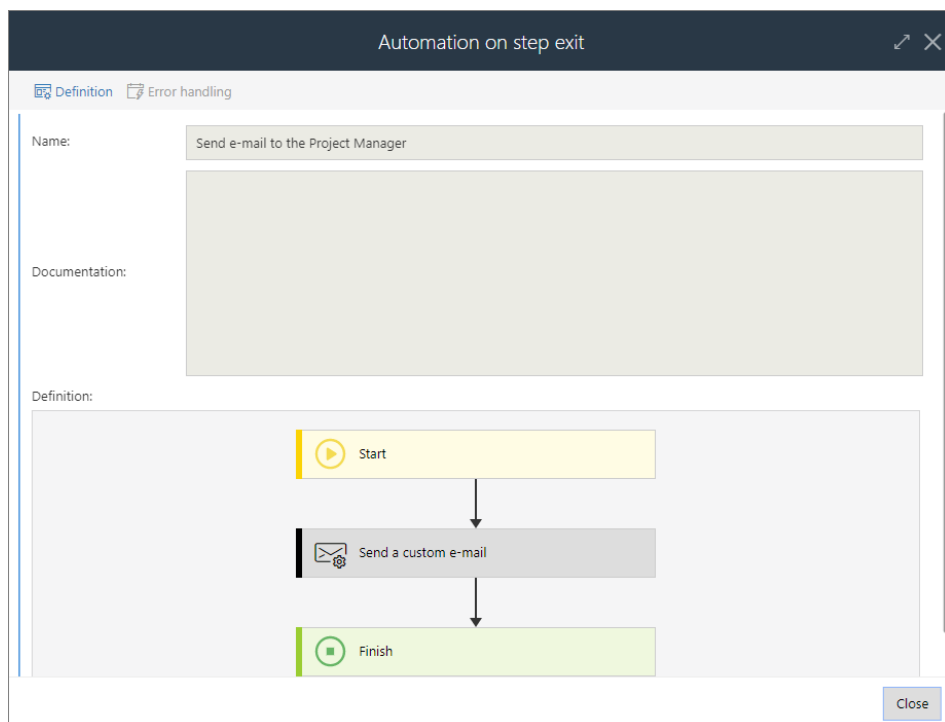 Automation on step exit
Definition Error handling
Name: Send e-mail to the Project Manager
Documentation:
Definition:
Start
Send a custom e-mail
Finish
Close